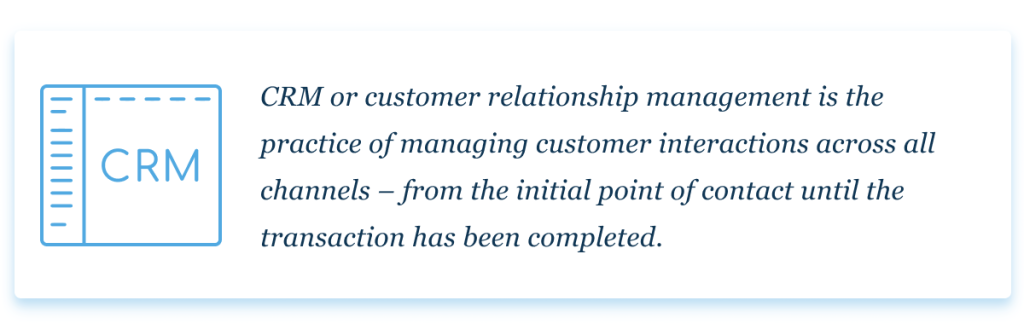 CRM
CRM or customer relationship management is the
practice of managing customer interactions across all
channels – from the initial point of contact until the
transaction has been completed.